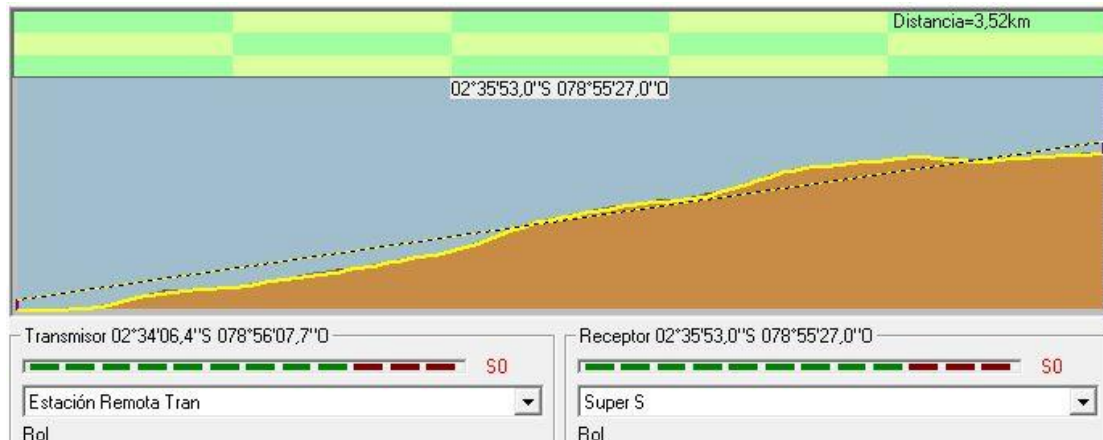 Distancia=3,52km
02°35'53,0"S 078°55'27,0"O
Transmisor 02°34'06,4"S 078°56'07,7"O
S0
Estación Remota Tran
Rol
Receptor 02°35'53,0"S 078°55'27,0"O
S0
Super S
Rol